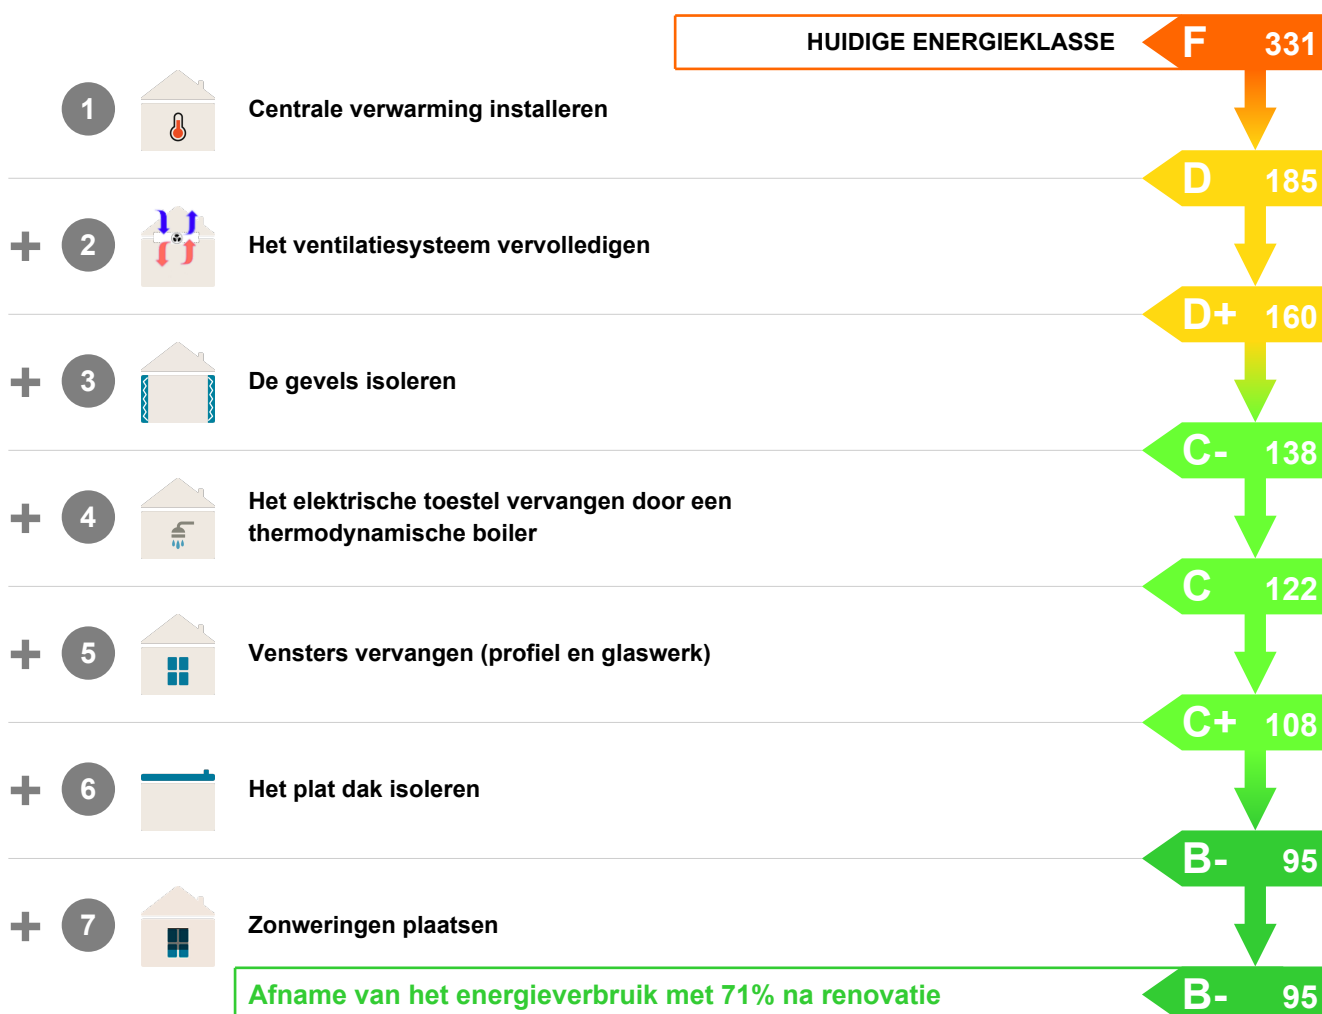 HUIDIGE ENERGIEKLASSE F 331
1 Centrale verwarming installeren
D 185
+ 2 Het ventilatiesysteem vervolledigen
D+ 160
+ 3 De gevels isoleren
C- 138
+ 4 Het elektrische toestel vervangen door een
thermodynamische boiler
C 122
+ 5 Vensters vervangen (profiel en glaswerk)
C+ 108
+ 6 Het plat dak isoleren
B- 95
+ 7 Zonweringen plaatsen
Afname van het energieverbruik met 71% na renovatie B- 95